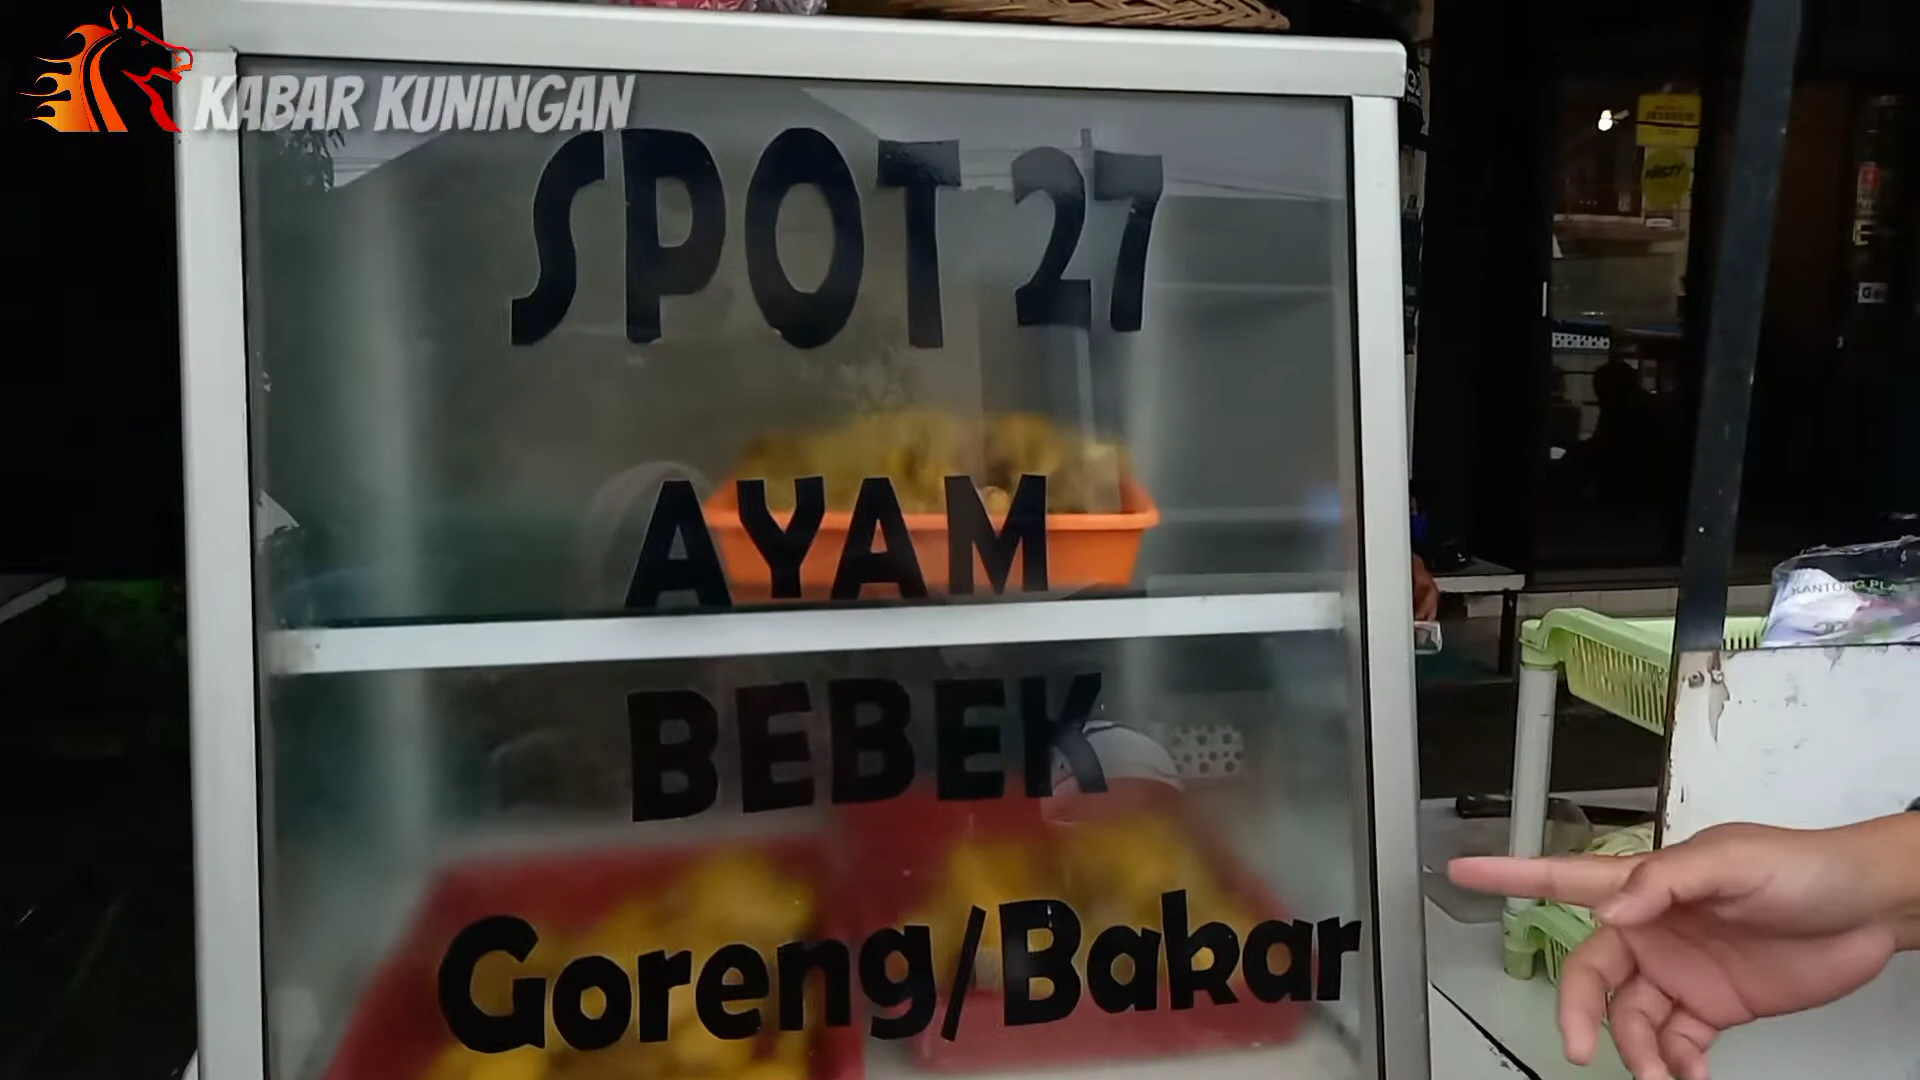 KABAR KUNINGAN
SPOT 27
AYAM
BEBEK
Goreng/Bakar